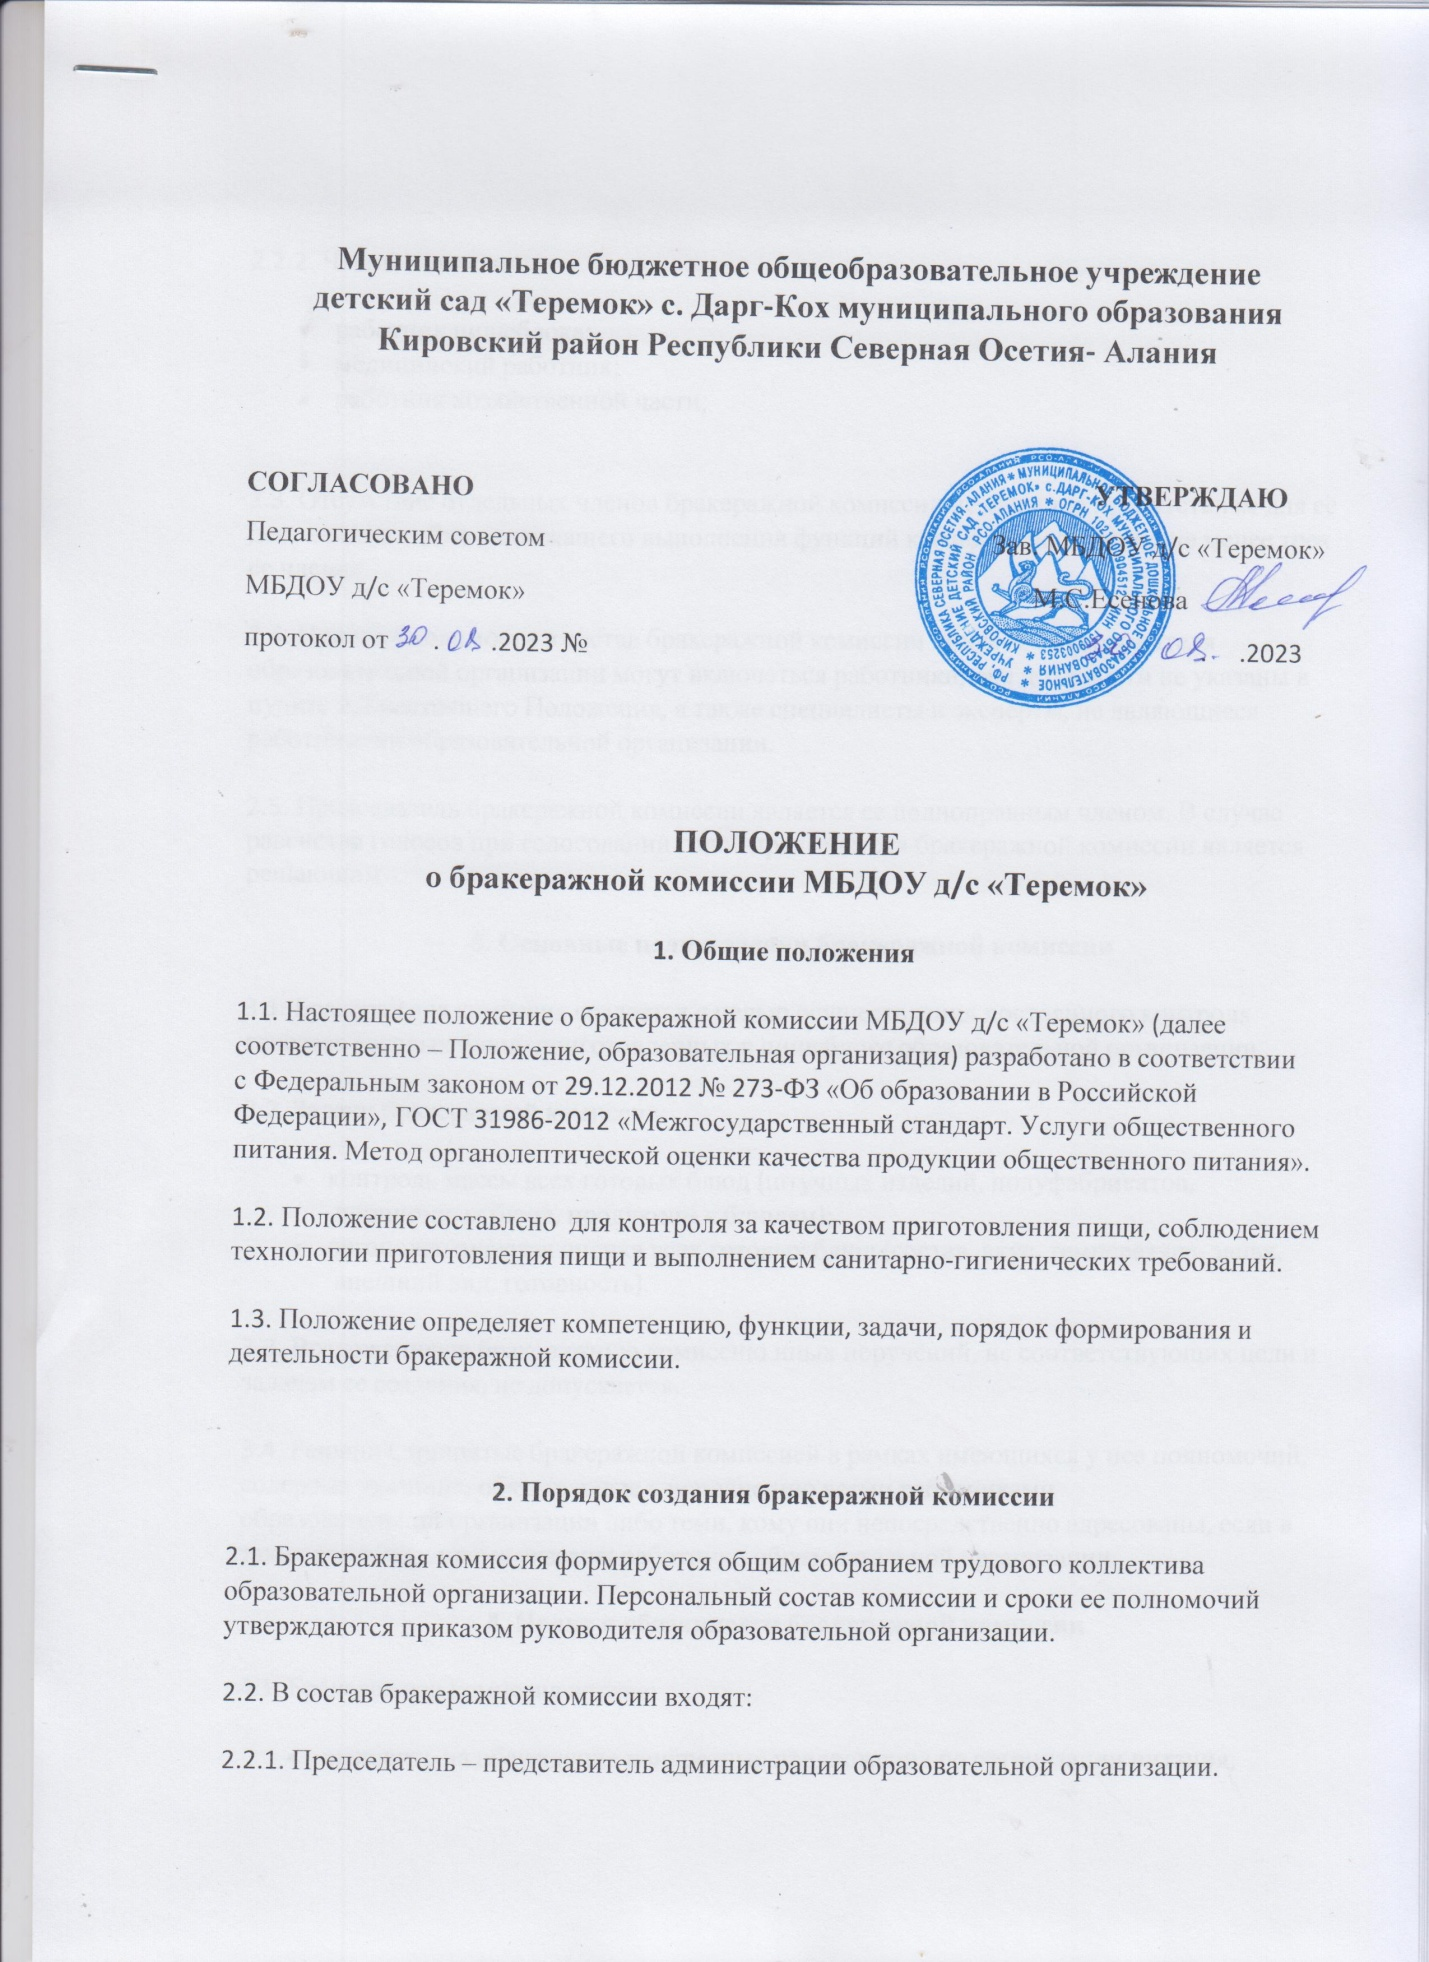 Муниципальное бюджетное общеобразовательное учреждение
детский сад «Теремок» с. Дарг-Кох муниципального образования
Кировский район Республики Северная Осетия- Алания
СОГЛАСОВАНО
Педагогическим советом
МБДОУ д/с «Теремок»
протокол от 30 . 08 .2023 №
УТВЕРЖДАЮ
Зав. МБДОУ д/с «Теремок»
М.С.Есенова
08. .2023
ПОЛОЖЕНИЕ
о бракеражной комиссии МБДОУ д/с «Теремок»
1. Общие положения
1.1. Настоящее положение о бракеражной комиссии МБДОУ д/с «Теремок» (далее
соответственно – Положение, образовательная организация) разработано в соответствии
с Федеральным законом от 29.12.2012 № 273-ФЗ «Об образовании в Российской
Федерации», ГОСТ 31986-2012 «Межгосударственный стандарт. Услуги общественного
питания. Метод органолептической оценки качества продукции общественного питания».
1.2. Положение составлено  для контроля за качеством приготовления пищи, соблюдением
технологии приготовления пищи и выполнением санитарно-гигиенических требований.
1.3. Положение определяет компетенцию, функции, задачи, порядок формирования и
деятельности бракеражной комиссии.
2. Порядок создания бракеражной комиссии
2.1. Бракеражная комиссия формируется общим собранием трудового коллектива
образовательной организации. Персональный состав комиссии и сроки ее полномочий
утверждаются приказом руководителя образовательной организации.
2.2. В состав бракеражной комиссии входят:
2.2.1. Председатель – представитель администрации образовательной организации.